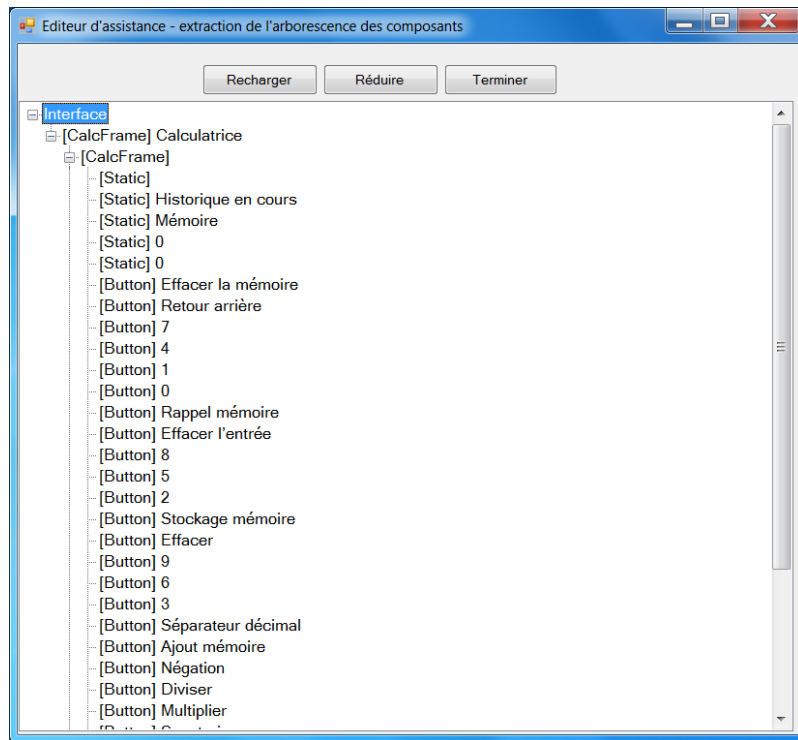 Editeur d'assistance - extraction de l'arborescence des composants
Recharger Réduire Terminer
Interface
[CalcFrame] Calculatrice
[CalcFrame]
[Static]
[Static] Historique en cours
[Static] Mémoire
[Static] 0
[Static] 0
[Button] Effacer la mémoire
[Button] Retour arrière
[Button] 7
[Button] 4
[Button] 1
[Button] 0
[Button] Rappel mémoire
[Button] Effacer l'entrée
[Button] 8
[Button] 5
[Button] 2
[Button] Stockage mémoire
[Button] Effacer
[Button] 9
[Button] 6
[Button] 3
[Button] Séparateur décimal
[Button] Ajout mémoire
[Button] Négation
[Button] Diviser
[Button] Multiplier